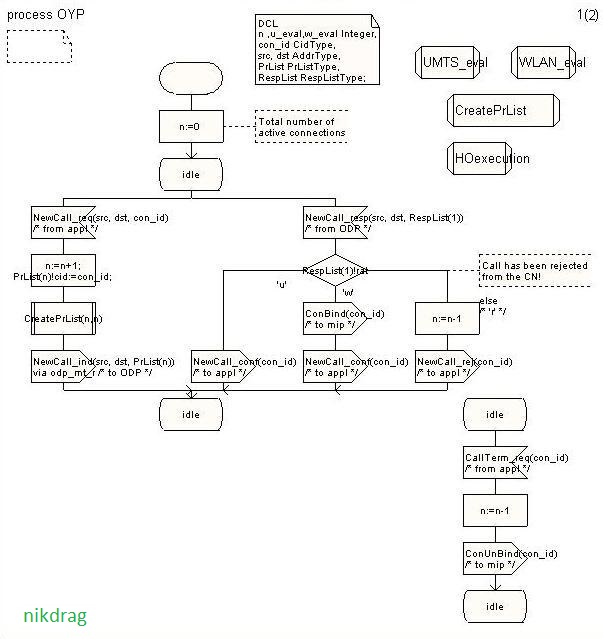 process OYP
1(2)
DCL
n ,u_eval,w_eval Integer,
con_id CidType,
src, dst AddrType,
PrList PrListType,
RespList RespListType;
UMTS_eval
WLAN_eval
CreatePrList
HOexecution
n:=0
Total number of
active connections
idle
NewCall_req(src, dst, con_id)
/* from appl */
NewCall_resp(src, dst, RespList(1))
/* from ODP */
n:=n+1;
PrList(n)!cid:=con_id;
RespList(1)!rat
Call has been rejected
from the CN!
'u'
'w'
else
/* 'r' */
CreatePrList(n,n)
ConBind(con_id)
/* to mip */
n:=n-1
NewCall_ind(src, dst, PrList(n))
via odp_mt_r /* to ODP */
NewCall_conf(con_id)
/* to appl */
NewCall_conf(con_id)
/* to appl */
NewCall_rej(con_id)
/* to appl */
idle
idle
CallTerm_req(con_id)
/* from appl */
n:=n-1
ConUnBind(con_id)
/* to mip */
idle
nikdrag